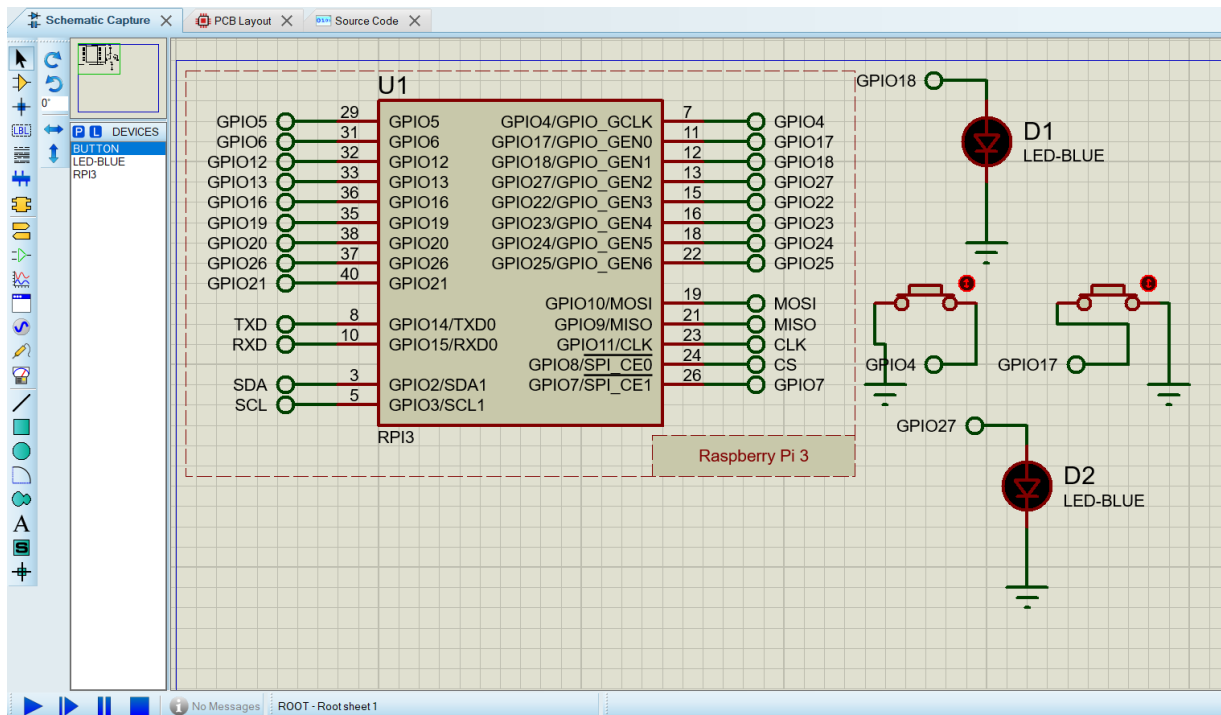 Schematic Capture
PCB Layout
Source Code
0°
LBL
P L DEVICES
BUTTON
LED-BLUE
RPI3
A
S
U1
GPIO5 29 GPIO5
GPIO6 31 GPIO6
GPIO12 32 GPIO12
GPIO13 33 GPIO13
GPIO16 36 GPIO16
GPIO19 35 GPIO19
GPIO20 38 GPIO20
GPIO26 37 GPIO26
GPIO21 40 GPIO21
TXD 8 GPIO14/TXD0
RXD 10 GPIO15/RXD0
SDA 3 GPIO2/SDA1
SCL 5 GPIO3/SCL1
GPIO4/GPIO_GCLK 7 GPIO4
GPIO17/GPIO_GEN0 11 GPIO17
GPIO18/GPIO_GEN1 12 GPIO18
GPIO27/GPIO_GEN2 13 GPIO27
GPIO22/GPIO_GEN3 15 GPIO22
GPIO23/GPIO_GEN4 16 GPIO23
GPIO24/GPIO_GEN5 18 GPIO24
GPIO25/GPIO_GEN6 22 GPIO25
GPIO10/MOSI 19 MOSI
GPIO9/MISO 21 MISO
GPIO11/CLK 23 CLK
GPIO8/SPI_CE0 24 CS
GPIO7/SPI_CE1 26 GPIO7
RPI3
Raspberry Pi 3
GPIO18
D1
LED-BLUE
GPIO4
GPIO17
GPIO27
D2
LED-BLUE
No Messages
ROOT - Root sheet 1